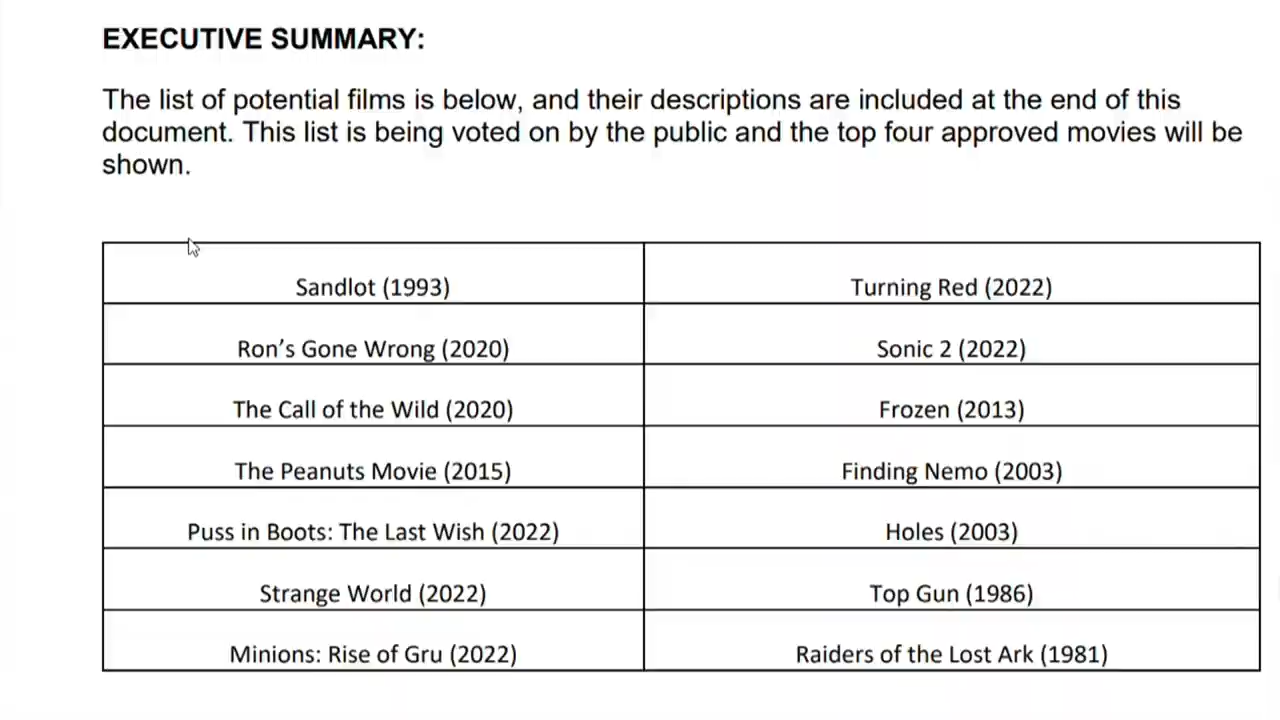 EXECUTIVE SUMMARY:
The list of potential films is below, and their descriptions are included at the end of this
document. This list is being voted on by the public and the top four approved movies will be
shown.
Sandlot (1993) Turning Red (2022)
Ron’s Gone Wrong (2020) Sonic 2 (2022)
The Call of the Wild (2020) Frozen (2013)
The Peanuts Movie (2015) Finding Nemo (2003)
Puss in Boots: The Last Wish (2022) Holes (2003)
Strange World (2022) Top Gun (1986)
Minions: Rise of Gru (2022) Raiders of the Lost Ark (1981)